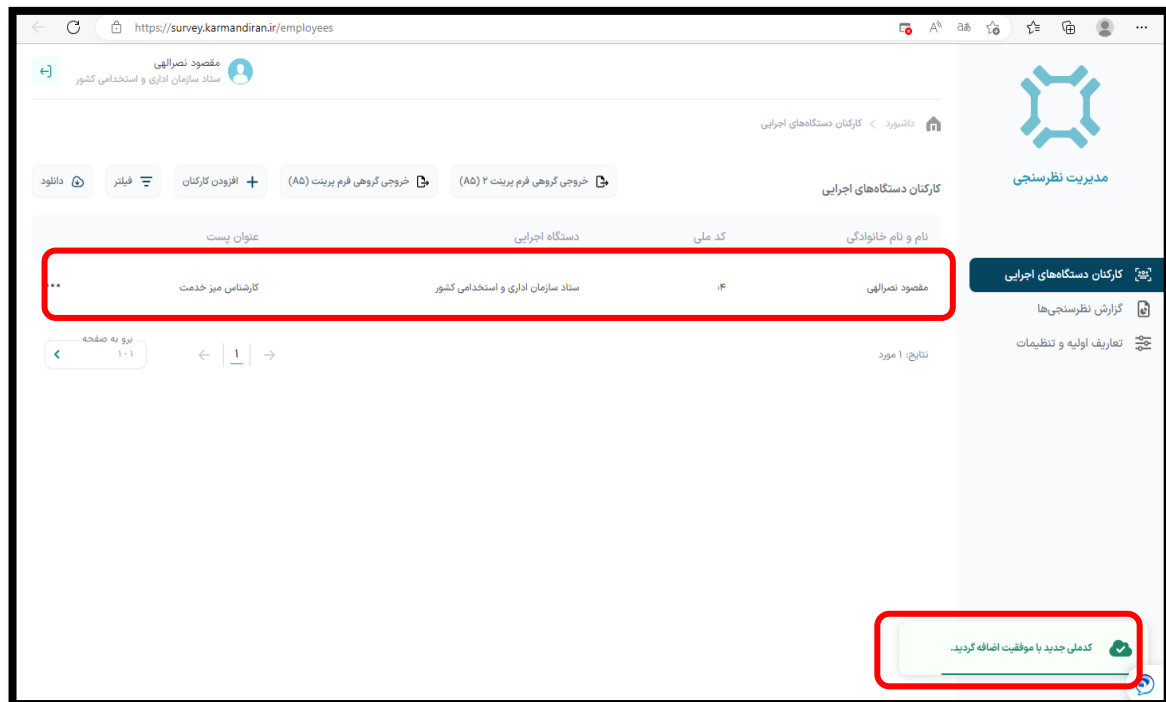 https://survey.karmandiran.ir/employees
مقصود نصرالهی
ستاد سازمان اداری و استخدامی کشور
مدیریت نظرسنجی
کارکنان دستگاه‌های اجرایی
گزارش نظرسنجی‌ها
تعاریف اولیه و تنظیمات
داشبورد > کارکنان دستگاه‌های اجرایی
کارکنان دستگاه‌های اجرایی
خروجی گروهی فرم پرینت ۲ (A۵)
خروجی گروهی فرم پرینت (A۵)
افزودن کارکنان
فیلتر
دانلود
نام و نام خانوادگی کد ملی دستگاه اجرایی عنوان پست
مقصود نصرالهی ۴ ستاد سازمان اداری و استخدامی کشور کارشناس میز خدمت
نتایج: ۱ مورد
۱
برو به صفحه
۱-۱
کدملی جدید با موفقیت اضافه گردید.